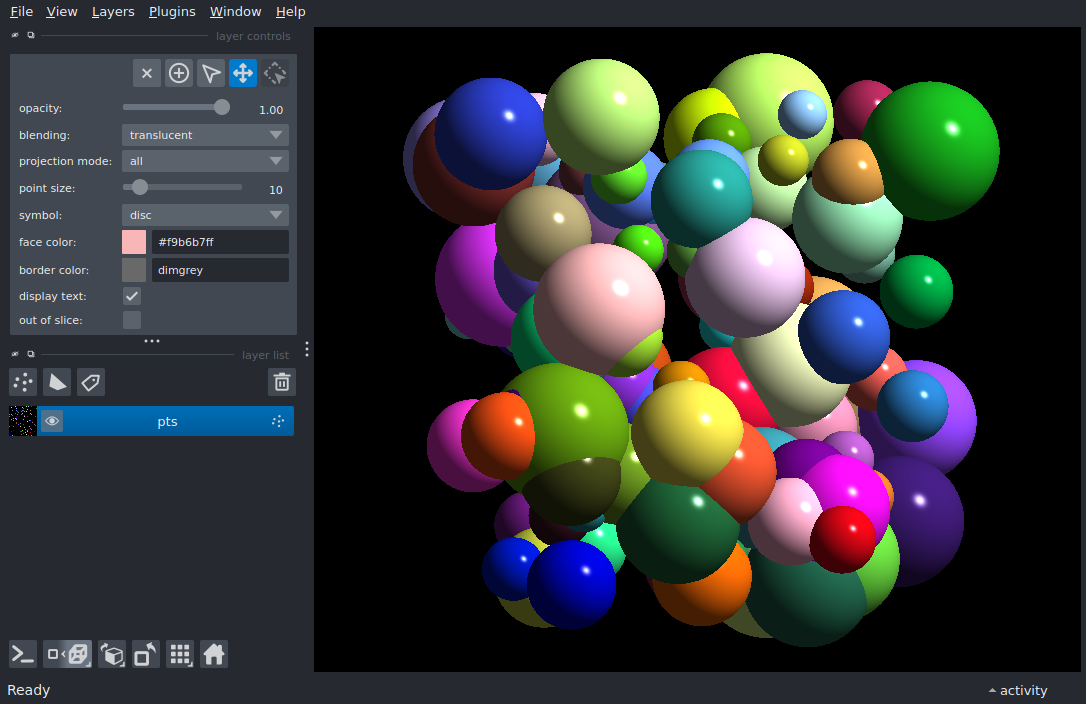 File View Layers Plugins Window Help
layer controls
opacity: 1.00
blending: translucent
projection mode: all
point size: 10
symbol: disc
face color: #f9b6b7ff
border color: dimgrey
display text:
out of slice:
layer list
pts
Ready
activity